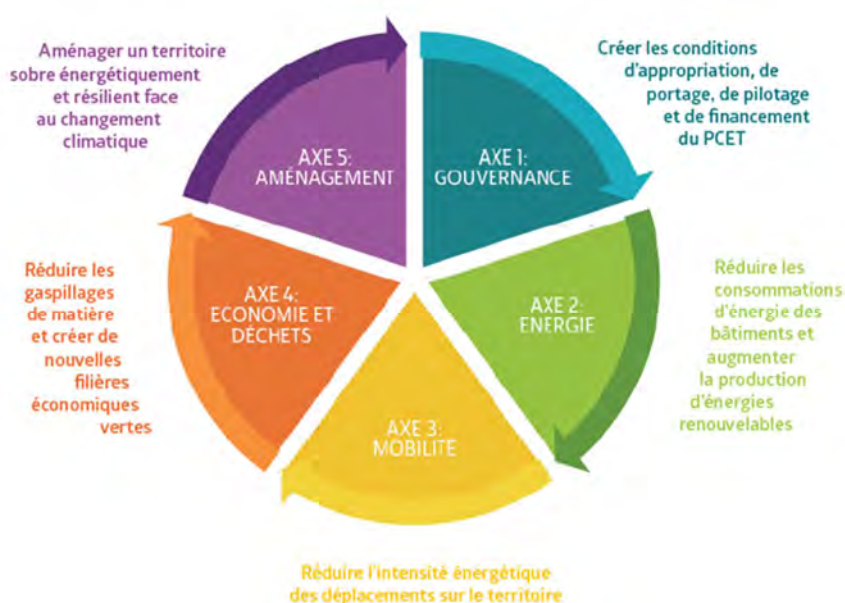 Aménager un territoire
sobre énergétiquement
et résilient face
au changement
climatique
Créer les conditions
d'appropriation, de
portage, de pilotage
et de financement
du PCET
AXE 5:
AMÉNAGEMENT
AXE 1:
GOUVERNANCE
Réduire les
gaspillages
de matière
et créer de
nouvelles
filières
économiques
vertes
AXE 4:
ECONOMIE ET
DÉCHETS
AXE 2:
ENERGIE
Réduire les
consommations
d'énergie des
bâtiments et
augmenter
la production
d'énergies
renouvelables
AXE 3:
MOBILITÉ
Réduire l'intensité énergétique
des déplacements sur le territoire